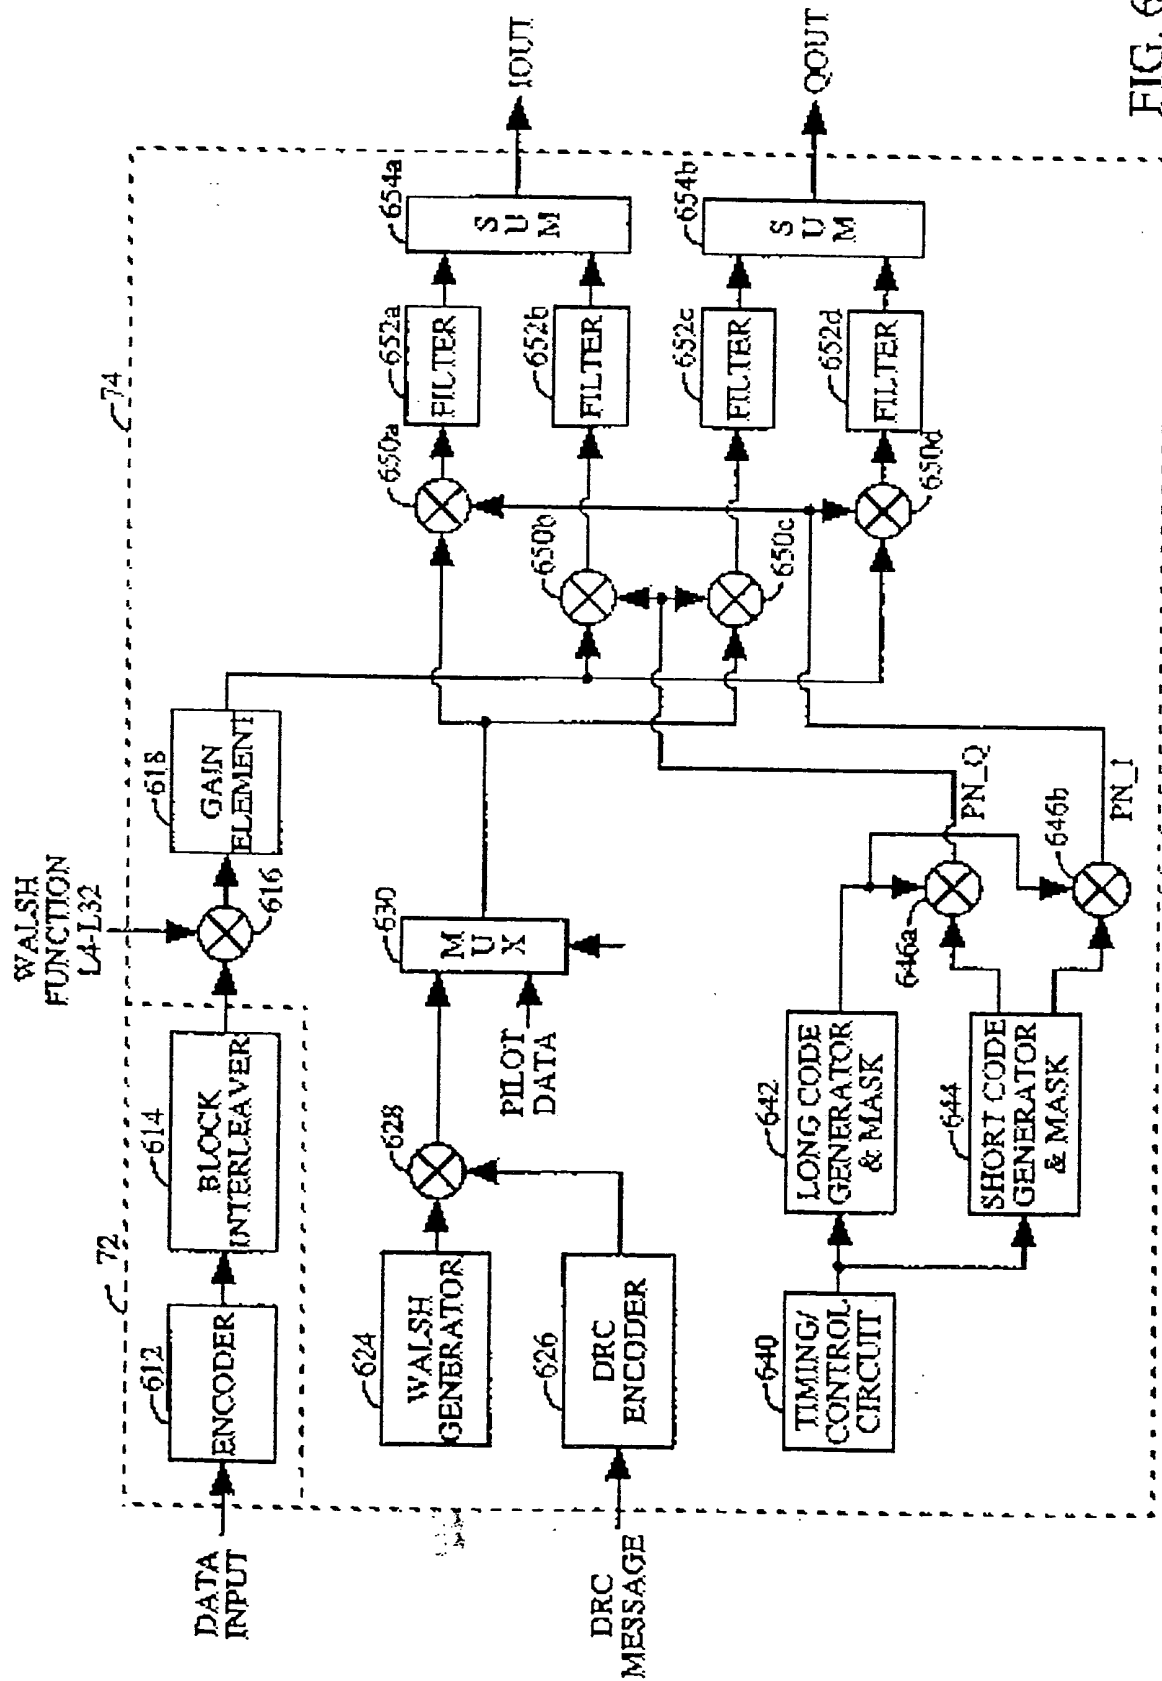 WALSH
FUNCTION
L4-L32
72
74
612
ENCODER
614
BLOCK
INTERLEAVER
616
618
GAIN
ELEMENT
DATA
INPUT
624
WALSH
GENERATOR
628
630
M
U
X
PILOT
DATA
626
DRC
ENCODER
DRC
MESSAGE
640
TIMING/
CONTROL
CIRCUIT
642
LONG CODE
GENERATOR
& MASK
644
SHORT CODE
GENERATOR
& MASK
646a
PN_Q
646b
PN_I
650a
652a
FILTER
654a
S
U
M
IOUT
650b
652b
FILTER
650c
652c
FILTER
654b
S
U
M
QOUT
650d
652d
FILTER
FIG. 6